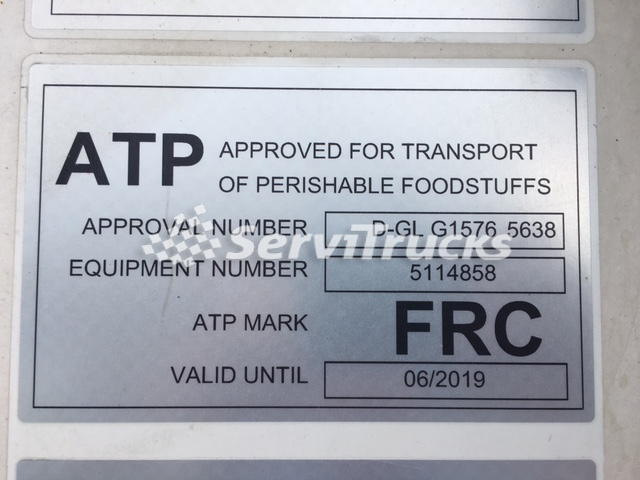 ATP APPROVED FOR TRANSPORT
OF PERISHABLE FOODSTUFFS
APPROVAL NUMBER D-GL G1576 5638
ServiTrucks
EQUIPMENT NUMBER 5114858
ATP MARK FRC
VALID UNTIL 06/2019